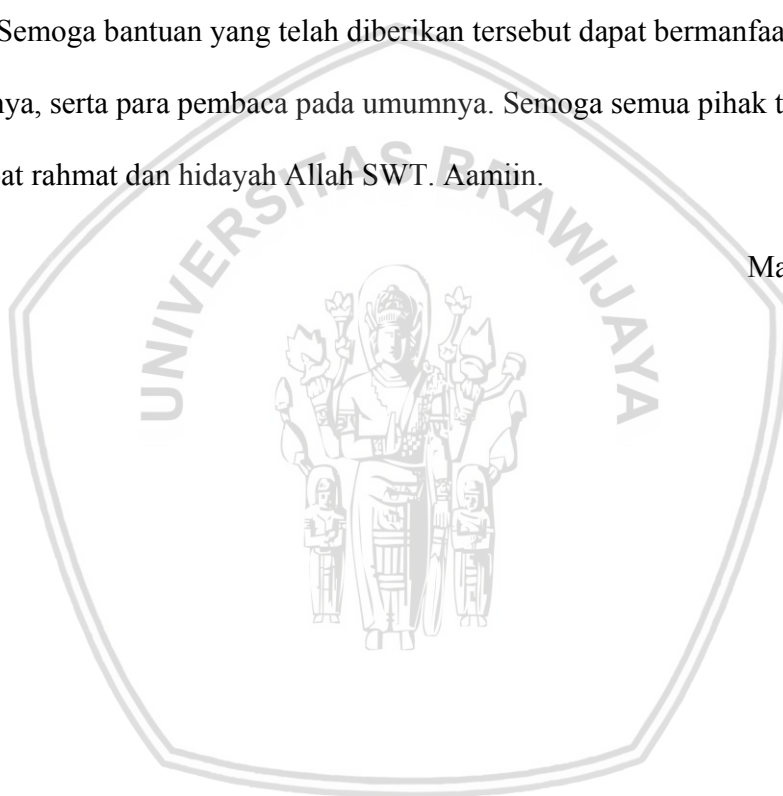 Semoga bantuan yang telah diberikan tersebut dapat bermanfaa
nya, serta para pembaca pada umumnya. Semoga semua pihak t
at rahmat dan hidayah Allah SWT. Aamiin.
Ma
UNIVERSITAS BRAWIJAYA